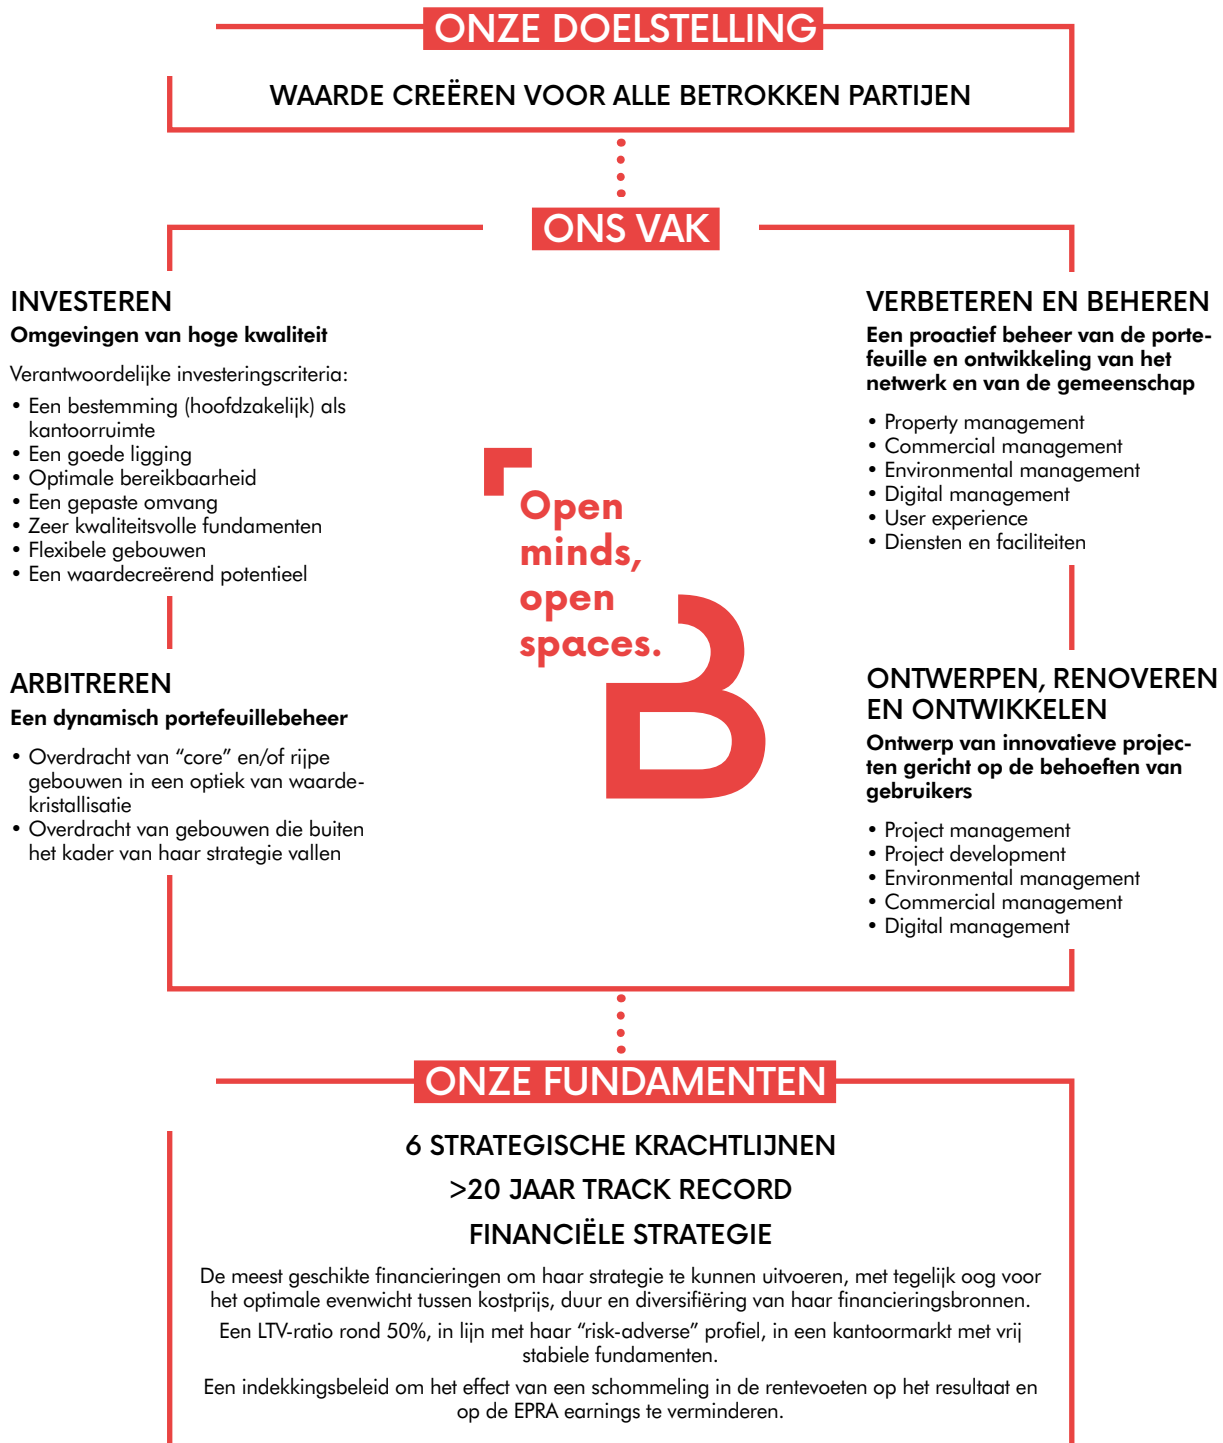 ONZE DOELSTELLING
WAARDE CREËREN VOOR ALLE BETROKKEN PARTIJEN
ONS VAK
INVESTEREN
Omgevingen van hoge kwaliteit
Verantwoordelijke investeringscriteria:
• Een bestemming (hoofdzakelijk) als
kantoorruimte
• Een goede ligging
• Optimale bereikbaarheid
• Een gepaste omvang
• Zeer kwaliteitsvolle fundamenten
• Flexibele gebouwen
• Een waardecreërend potentieel
ARBITREREN
Een dynamisch portefeuillebeheer
• Overdracht van “core” en/of rijpe
gebouwen in een optiek van waarde-
kristallisatie
• Overdracht van gebouwen die buiten
het kader van haar strategie vallen
Open
minds,
open
spaces.
B
VERBETEREN EN BEHEREN
Een proactief beheer van de porte-
feuille en ontwikkeling van het
netwerk en van de gemeenschap
• Property management
• Commercial management
• Environmental management
• Digital management
• User experience
• Diensten en faciliteiten
ONTWERPEN, RENOVEREN
EN ONTWIKKELEN
Ontwerp van innovatieve projec-
ten gericht op de behoeften van
gebruikers
• Project management
• Project development
• Environmental management
• Commercial management
• Digital management
ONZE FUNDAMENTEN
6 STRATEGISCHE KRACHTLIJNEN
>20 JAAR TRACK RECORD
FINANCIËLE STRATEGIE
De meest geschikte financieringen om haar strategie te kunnen uitvoeren, met tegelijk oog voor
het optimale evenwicht tussen kostprijs, duur en diversifiëring van haar financieringsbronnen.
Een LTV-ratio rond 50%, in lijn met haar “risk-adverse” profiel, in een kantoormarkt met vrij
stabiele fundamenten.
Een indekkingsbeleid om het effect van een schommeling in de rentevoeten op het resultaat en
op de EPRA earnings te verminderen.